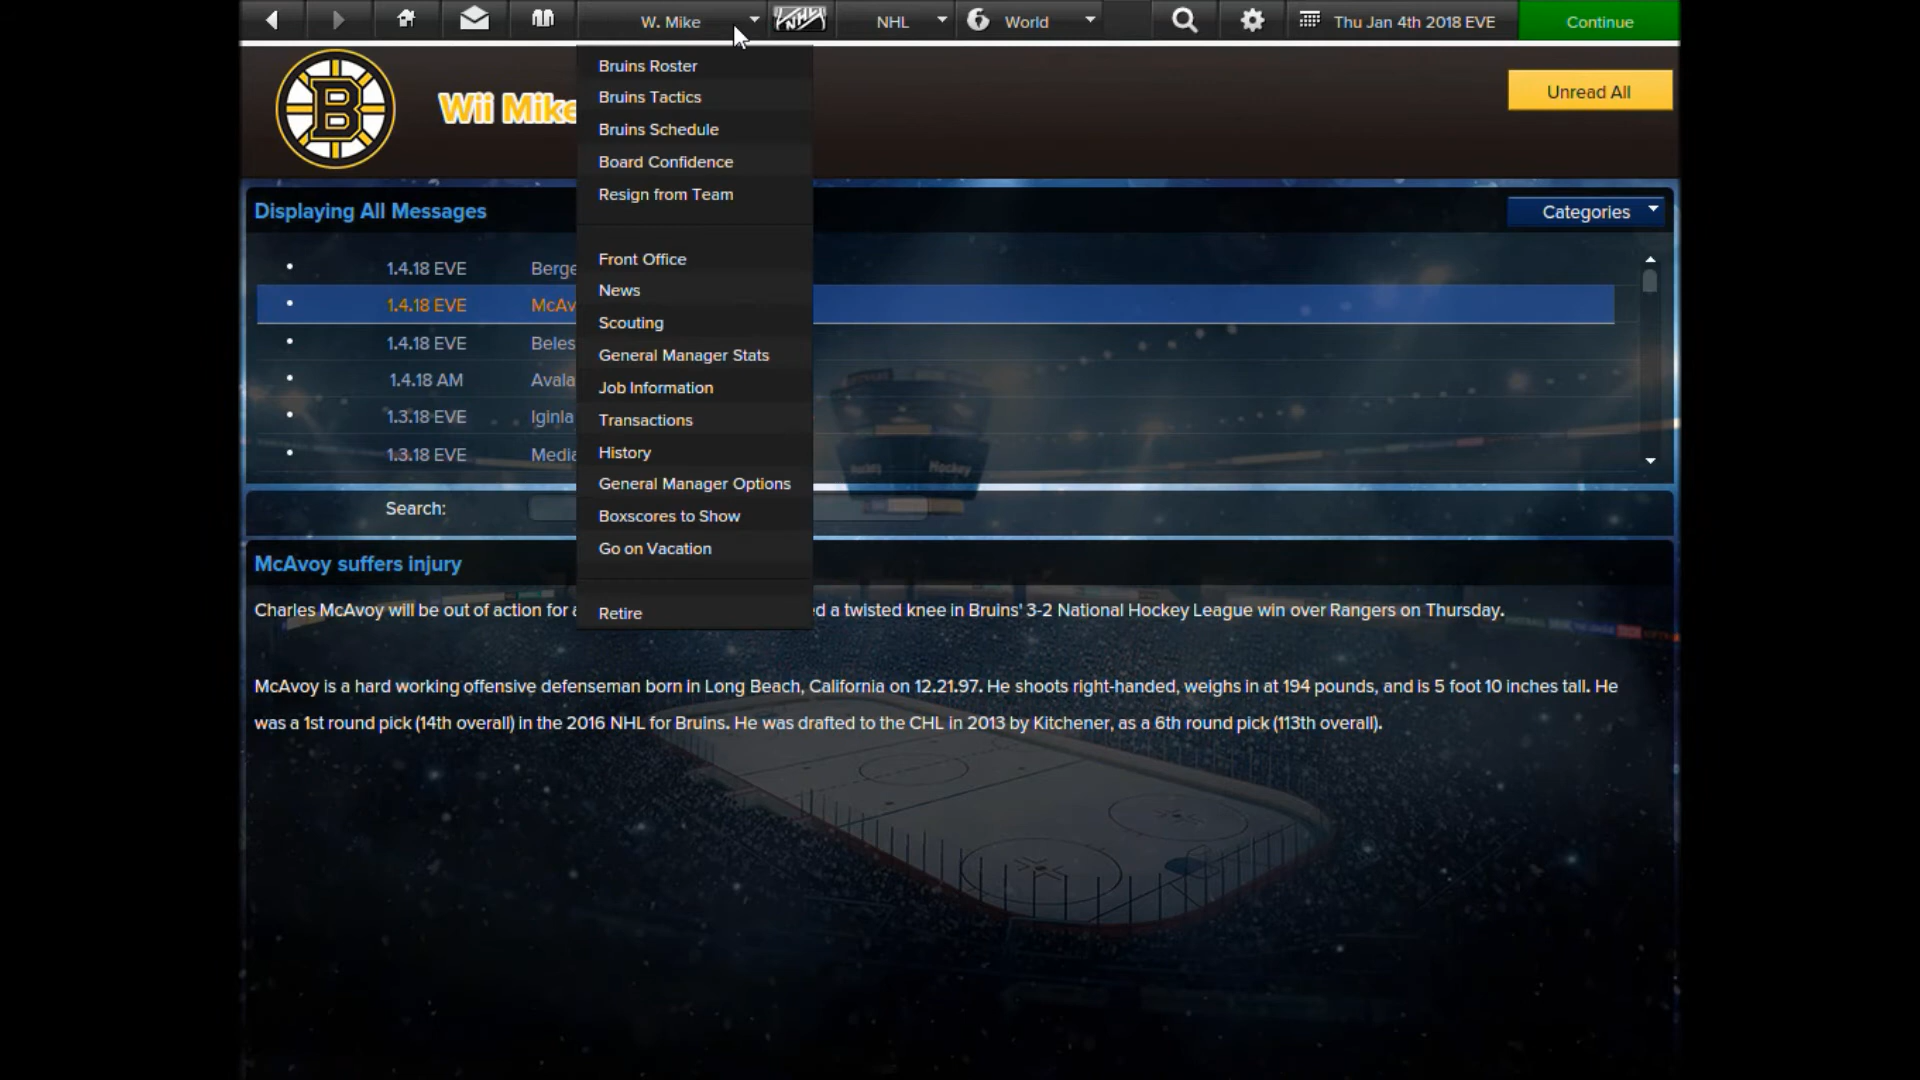 W. Mike
NHL
NHL
World
Thu Jan 4th 2018 EVE
Continue
B
Wii Mike
Unread All
Bruins Roster
Bruins Tactics
Bruins Schedule
Board Confidence
Resign from Team
Front Office
News
Scouting
General Manager Stats
Job Information
Transactions
History
General Manager Options
Boxscores to Show
Go on Vacation
Retire
Displaying All Messages
Categories
1.4.18 EVE Berge
1.4.18 EVE McAv
1.4.18 EVE Beles
1.4.18 AM Avala
1.3.18 EVE Iginla
1.3.18 EVE Media
Search:
McAvoy suffers injury
Charles McAvoy will be out of action for a twisted knee in Bruins' 3-2 National Hockey League win over Rangers on Thursday.
McAvoy is a hard working offensive defenseman born in Long Beach, California on 12.21.97. He shoots right-handed, weighs in at 194 pounds, and is 5 foot 10 inches tall. He
was a 1st round pick (14th overall) in the 2016 NHL for Bruins. He was drafted to the CHL in 2013 by Kitchener, as a 6th round pick (113th overall).